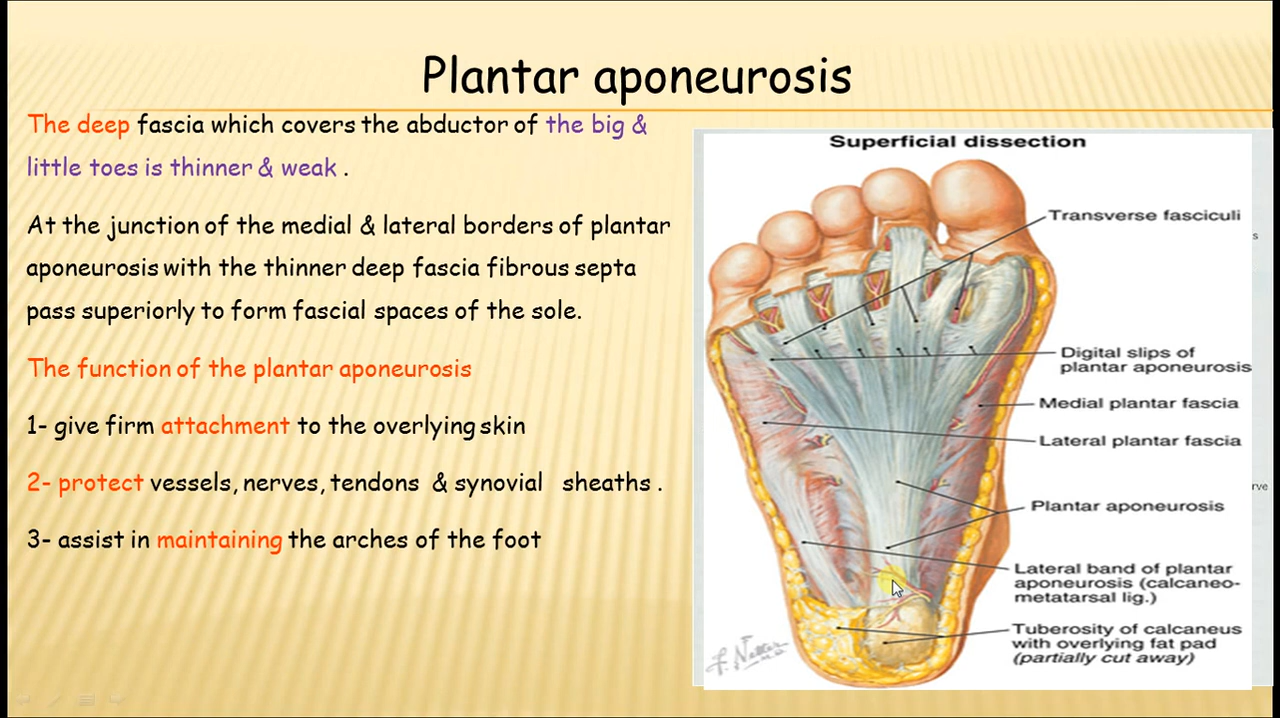 Plantar aponeurosis
The deep fascia which covers the abductor of the big &
little toes is thinner & weak .
At the junction of the medial & lateral borders of plantar
aponeurosis with the thinner deep fascia fibrous septa
pass superiorly to form fascial spaces of the sole.
The function of the plantar aponeurosis
1- give firm attachment to the overlying skin
2- protect vessels, nerves, tendons & synovial sheaths .
3- assist in maintaining the arches of the foot
Superficial dissection
Transverse fasciculi
s
Digital slips of
plantar aponeurosis
Medial plantar fascia
Lateral plantar fascia
rve
Plantar aponeurosis
Lateral band of plantar
aponeurosis (calcaneo-
metatarsal lig.)
Tuberosity of calcaneus
with overlying fat pad
(partially cut away)
F. Netter